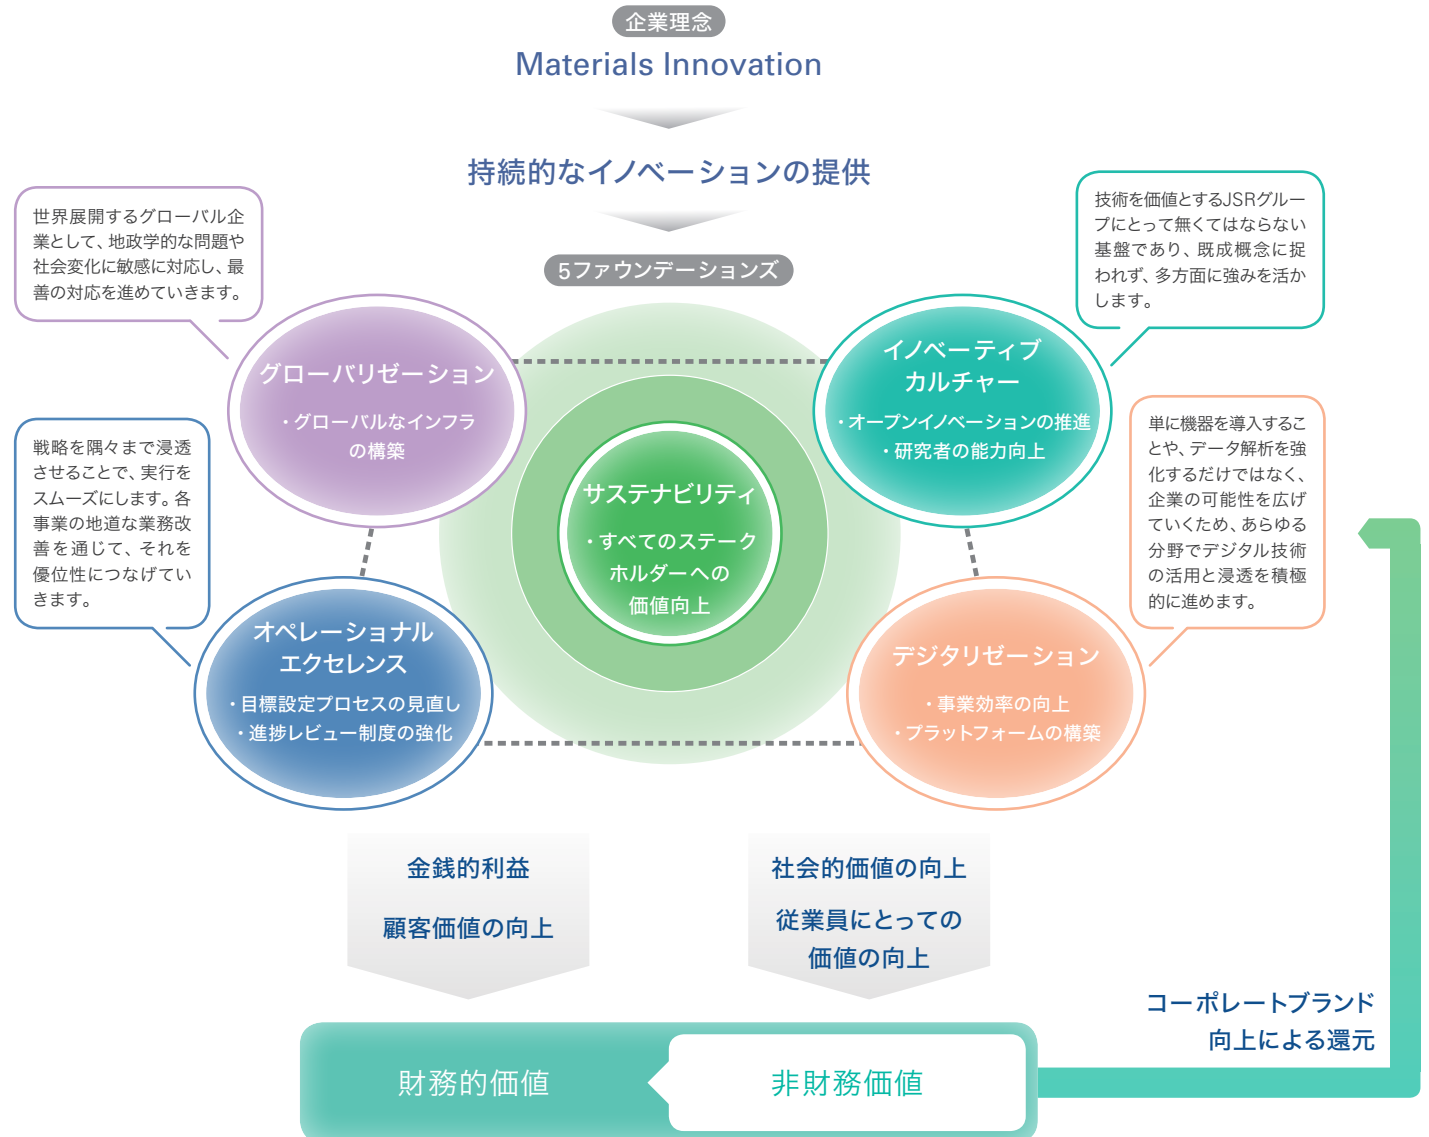 企業理念
Materials Innovation
持続的なイノベーションの提供
5ファウンデーションズ
世界展開するグローバル企
業として、地政学的な問題や
社会変化に敏感に対応し、最
善の対応を進めていきます。
技術を価値とするJSRグルー
プにとって無くてはならない
基盤であり、既成概念に捉
われず、多方面に強みを活か
します。
グローバリゼーション
・グローバルなインフラ
の構築
イノベーティブ
カルチャー
・オープンイノベーションの推進
・研究者の能力向上
戦略を隅々まで浸透
させることで、実行を
スムーズにします。各
事業の地道な業務改
善を通じて、それを
優位性につなげてい
きます。
サステナビリティ
・すべてのステーク
ホルダーへの
価値向上
単に機器を導入するこ
とや、データ解析を強
化するだけではなく、
企業の可能性を広げ
ていくため、あらゆる
分野でデジタル技術
の活用と浸透を積極
的に進めます。
オペレーショナル
エクセレンス
・目標設定プロセスの見直し
・進捗レビュー制度の強化
デジタリゼーション
・事業効率の向上
・プラットフォームの構築
金銭的利益
顧客価値の向上
社会的価値の向上
従業員にとっての
価値の向上
コーポレートブランド
向上による還元
財務的価値
非財務価値